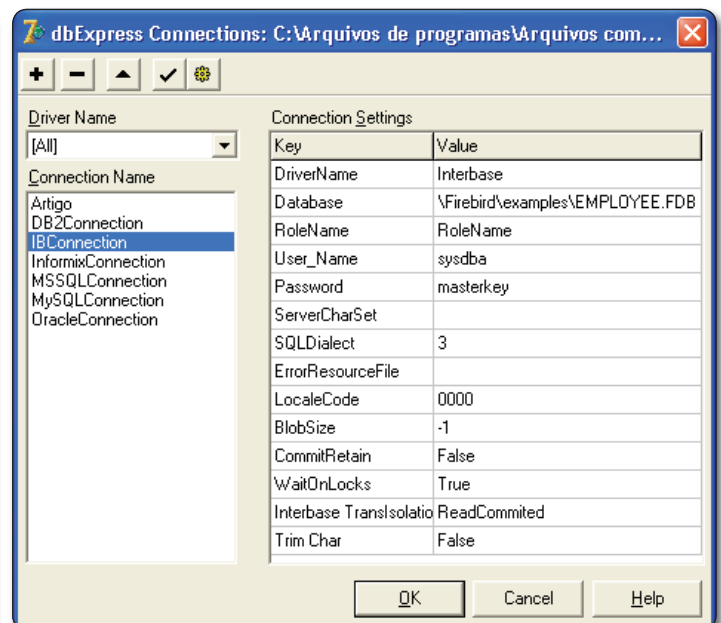 dbExpress Connections: C:\Arquivos de programas\Arquivos com...
Driver Name
[All]
Connection Name
Artigo
DB2Connection
IBConnection
InformixConnection
MSSQLConnection
MySQLConnection
OracleConnection
Connection Settings
Key Value
DriverName Interbase
Database \Firebird\examples\EMPLOYEE.FDB
RoleName RoleName
User_Name sysdba
Password masterkey
ServerCharSet
SQLDialect 3
ErrorResourceFile
LocaleCode 0000
BlobSize -1
CommitRetain False
WaitOnLocks True
Interbase TransIsolatio ReadCommited
Trim Char False
OK Cancel Help